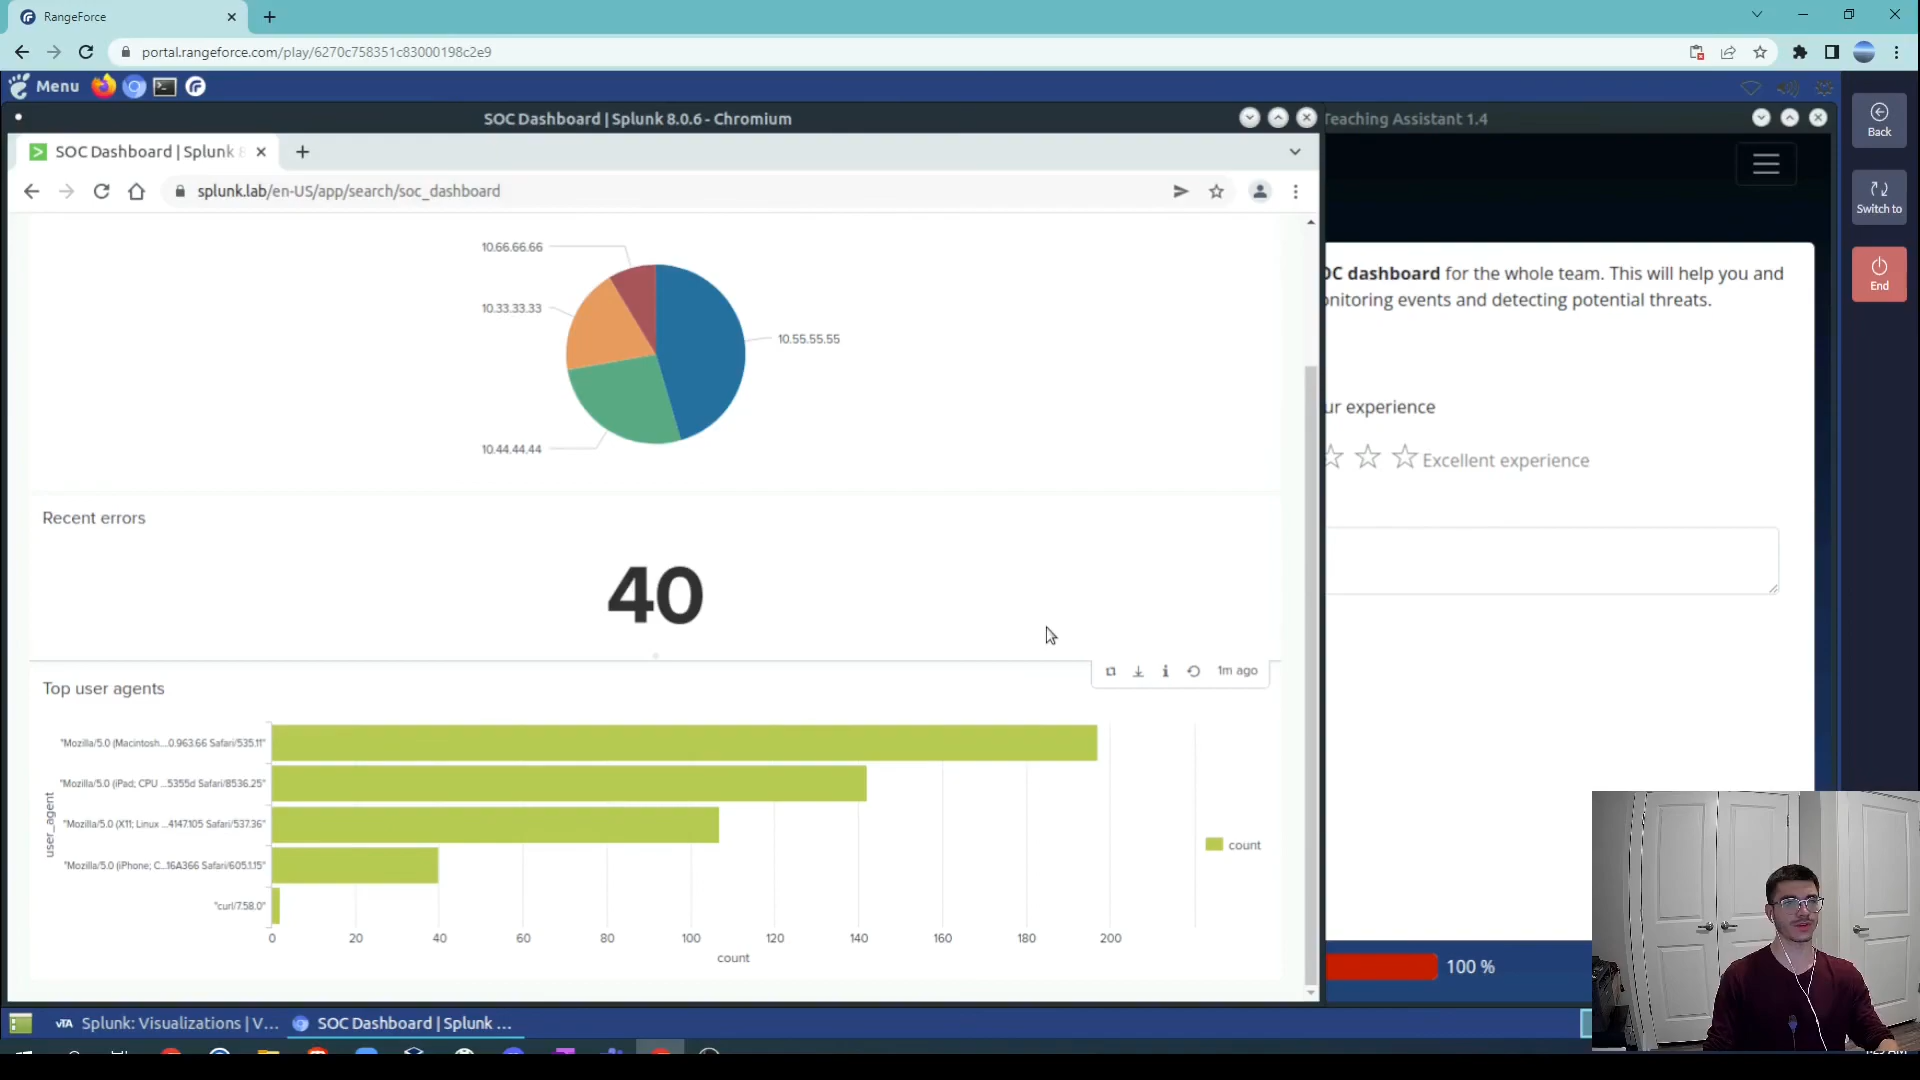 RangeForce
portal.rangeforce.com/play/6270c758351c83000198c2e9
Menu
SOC Dashboard | Splunk 8.0.6 - Chromium
Teaching Assistant 1.4
SOC Dashboard | Splunk 8
splunk.lab/en-US/app/search/soc_dashboard
Back
Switch to
End
10.66.66.66
10.33.33.33
10.55.55.55
10.44.44.44
OC dashboard for the whole team. This will help you and
onitoring events and detecting potential threats.
ur experience
Excellent experience
Recent errors
40
1m ago
Top user agents
"Mozilla/5.0 (Macintosh....0.963.66 Safari/535.11"
"Mozilla/5.0 (iPad; CPU ...5355d Safari/8536.25"
"Mozilla/5.0 (X11; Linux ...4147.105 Safari/537.36"
"Mozilla/5.0 (iPhone; C...16A366 Safari/605.1.15"
"curl/7.58.0"
user_agent
count
0 20 40 60 80 100 120 140 160 180 200
count
100 %
vTA Splunk: Visualizations | V...
SOC Dashboard | Splunk ...